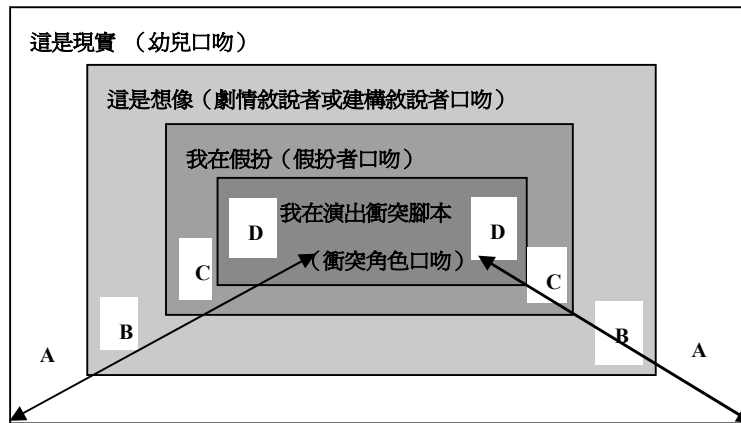 這是現實 （幼兒口吻）
這是想像（劇情敘說者或建構敘說者口吻）
我在假扮（假扮者口吻）
我在演出衝突腳本
D
D
（衝突角色口吻）
C
C
B
B
A
A